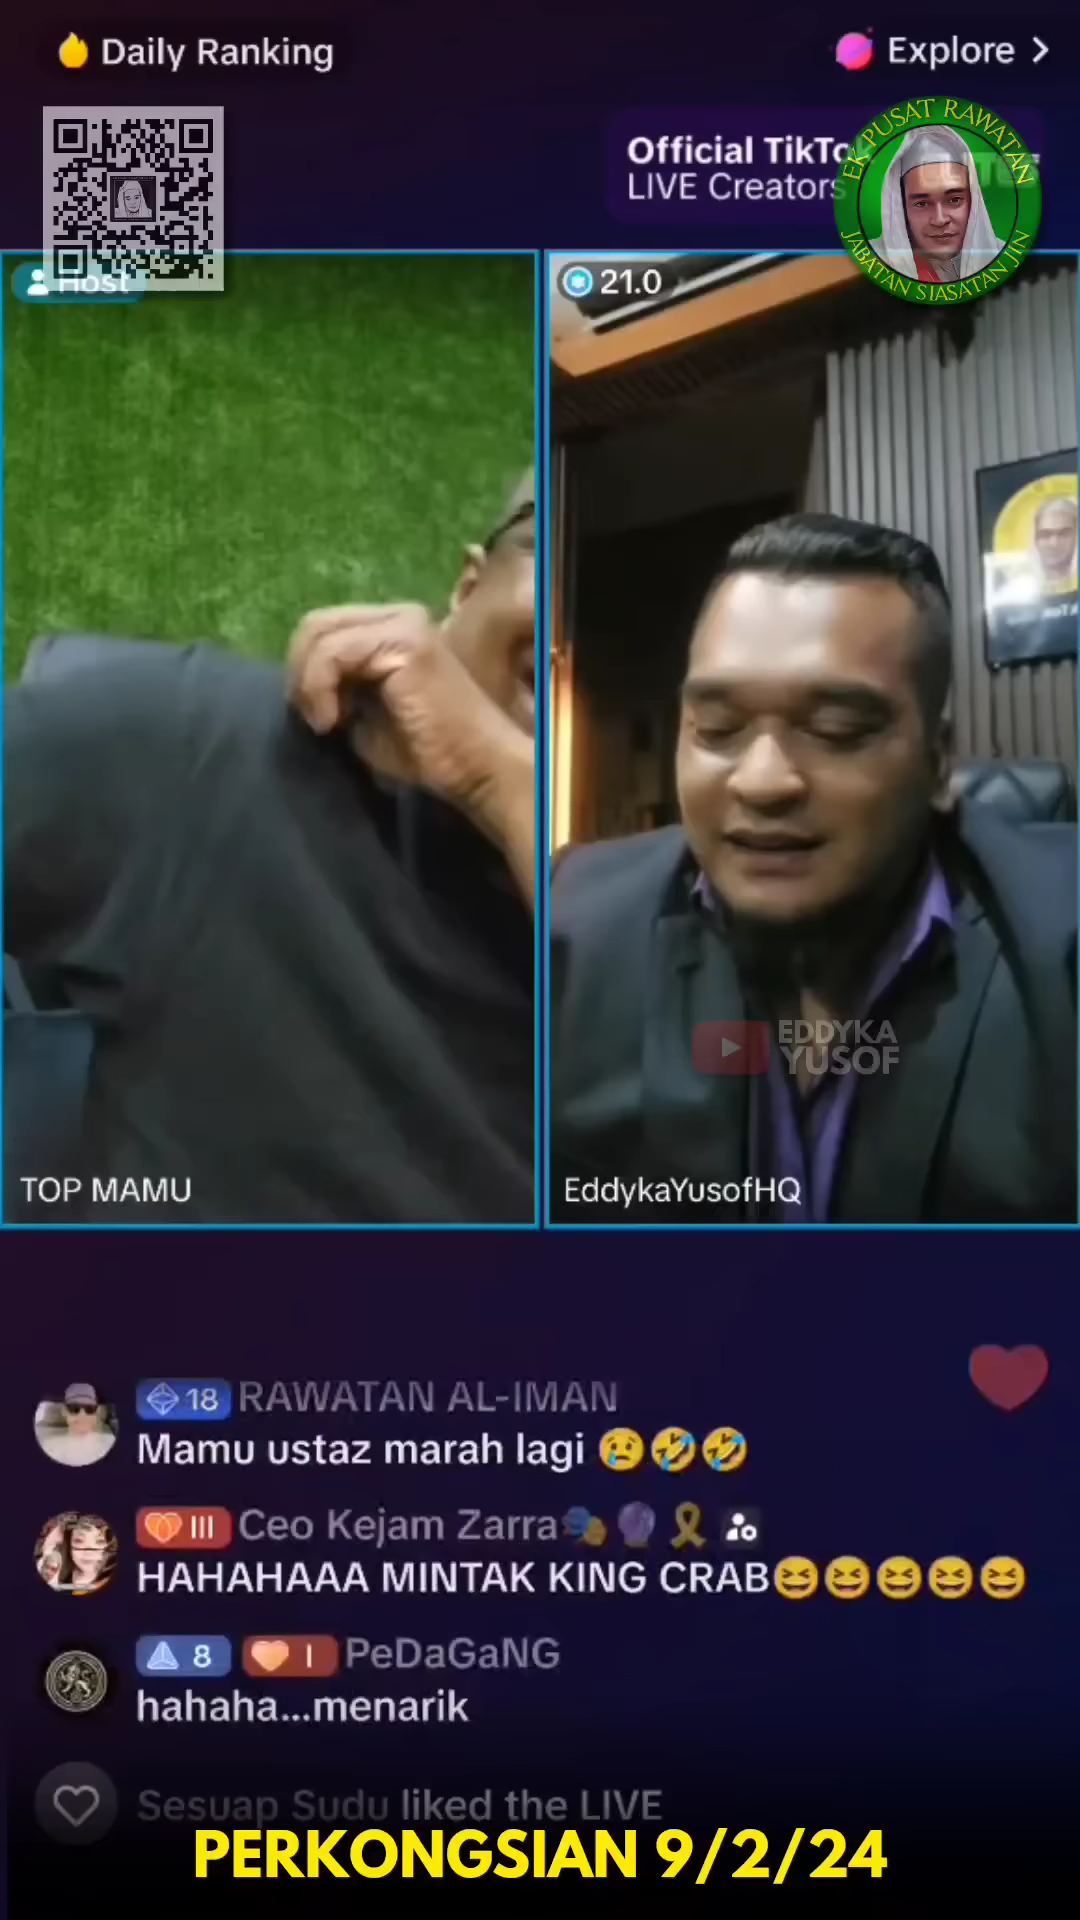 Daily Ranking
Explore >
Official TikTo
LIVE Creators
EK PUSAT RAWATAN
JABATAN SIASATAN JIN
Host
21.0
EDDYKA
YUSOF
TOP MAMU
EddykaYusofHQ
18 RAWATAN AL-IMAN
Mamu ustaz marah lagi 😢🤣🤣
III Ceo Kejam Zarra🎭🔮🎗
HAHAHAAA MINTAK KING CRAB😆😆😆😆😆
8 I PeDaGaNG
hahaha...menarik
Sesuap Sudu liked the LIVE
PERKONGSIAN 9/2/24